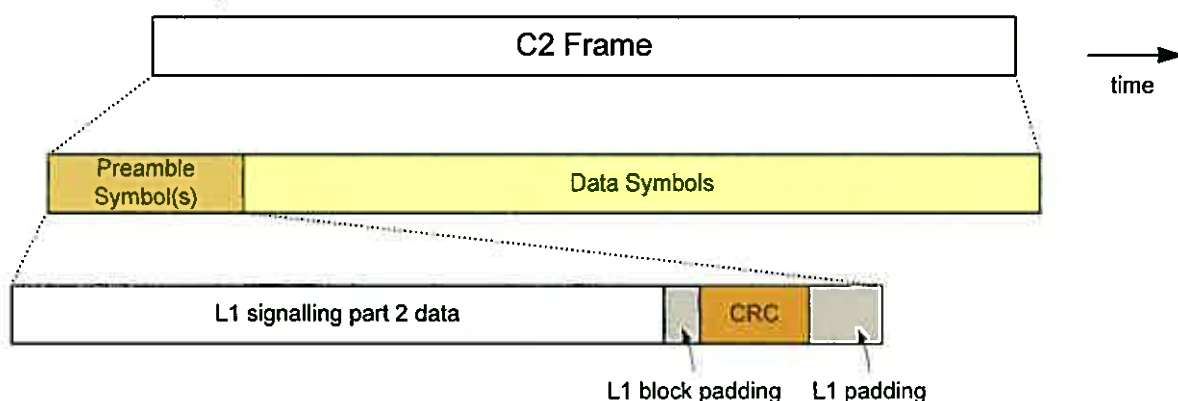 C2 Frame
time
Preamble
Symbol(s)
Data Symbols
L1 signalling part 2 data
CRC
L1 block padding
L1 padding